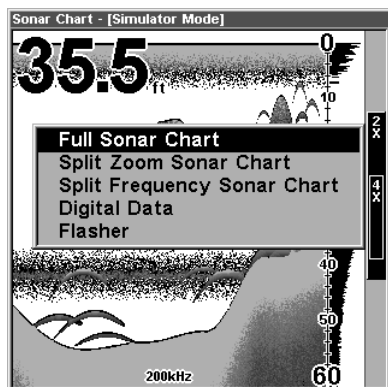 Sonar Chart - [Simulator Mode]
35.5 ft
0
10
2X
Full Sonar Chart
Split Zoom Sonar Chart
Split Frequency Sonar Chart
Digital Data
Flasher
4X
40
50
200kHz
60